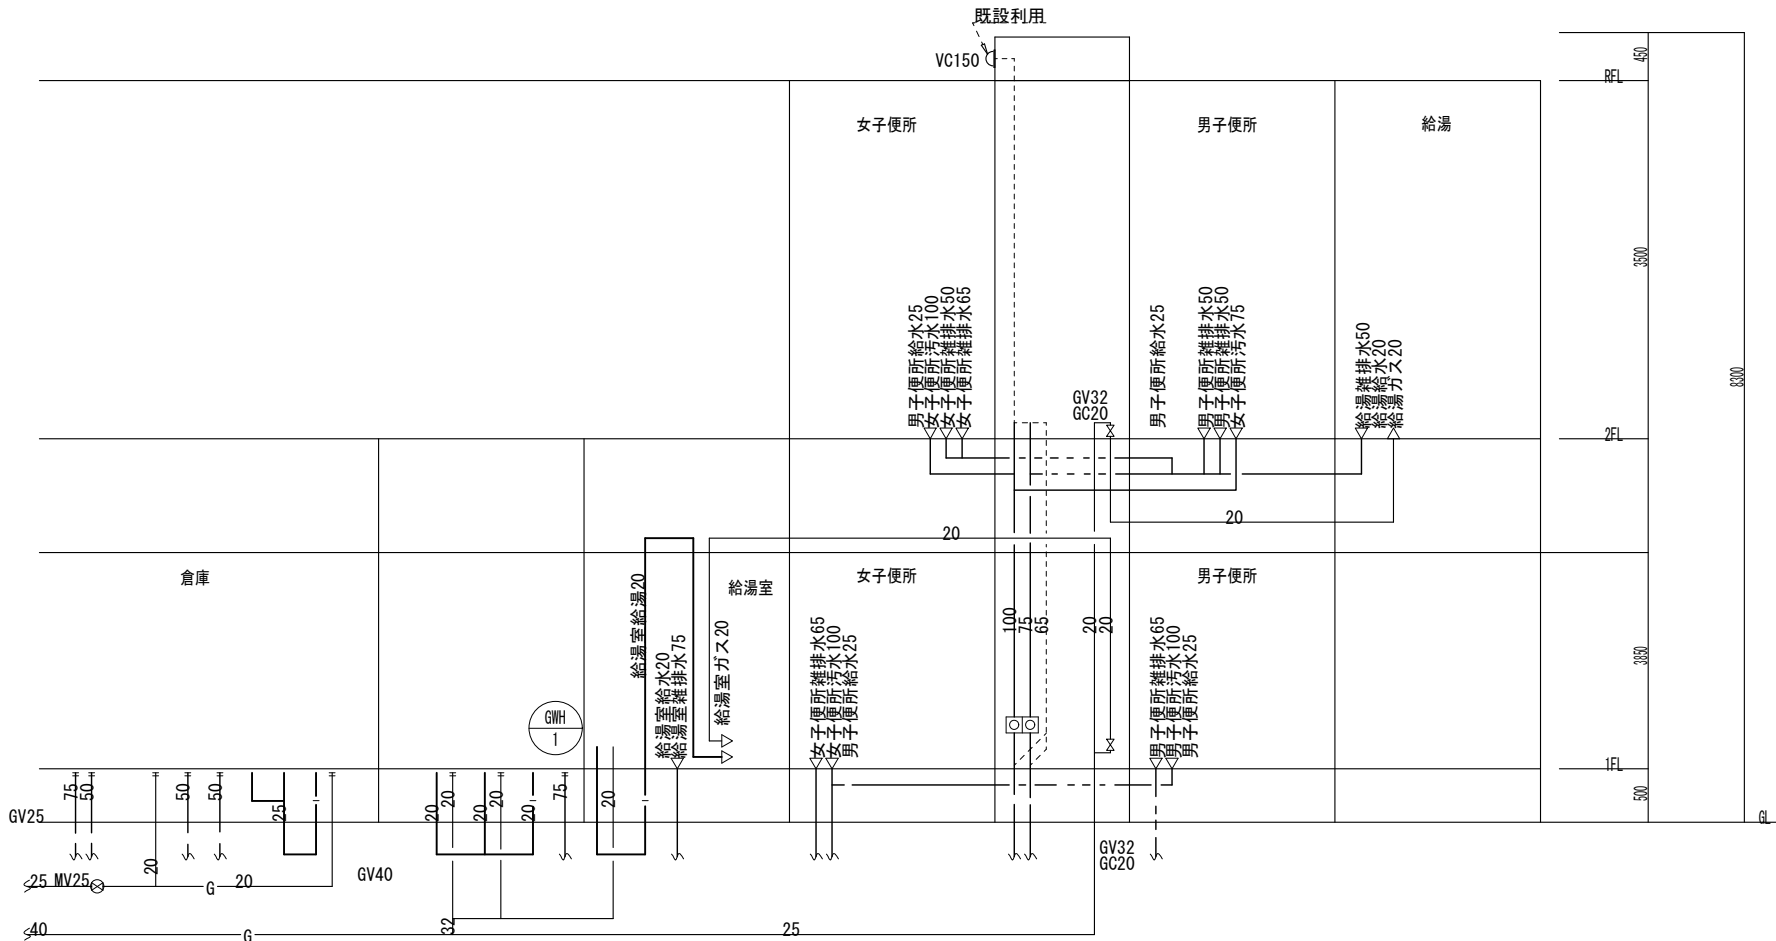 既設利用
VC150
450
RFL
女子便所
男子便所
給湯
3500
8300
男子便所給水25
女子便所汚水100
女子便所雑排水50
女子便所雑排水65
男子便所給水25
男子便所雑排水50
男子便所雑排水50
女子便所汚水75
給湯雑排水50
給湯給水20
給湯ガス20
GV32
GC20
2FL
20
20
倉庫
給湯室
女子便所
男子便所
給湯室給湯20
給湯室給水20
給湯室雑排水75
給湯室ガス20
女子便所雑排水65
女子便所汚水100
男子便所給水25
100
75
65
20
20
男子便所雑排水65
男子便所汚水100
男子便所給水25
3850
GWH
1
1FL
75
50
50
50
25
20
20
20
20
20
75
20
500
GV25
GL
20
GV40
GV32
GC20
25
MV25
G
20
40
G
32
25